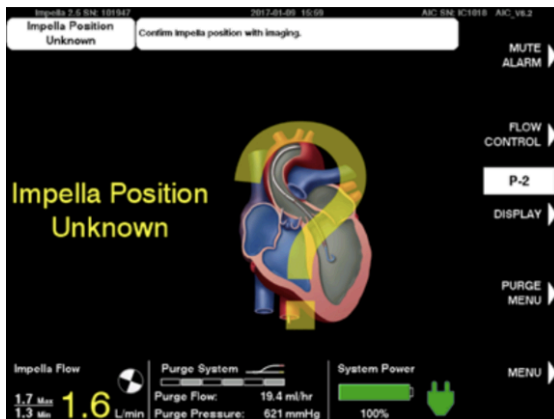 Impella 2.5 SN: 101947
2017-01-09 15:59
AIC SN: IC1010 AIC_V6.2
Impella Position
Unknown
Confirm Impella position with imaging.
MUTE
ALARM
FLOW
CONTROL
P-2
DISPLAY
PURGE
MENU
MENU
?
Impella Position
Unknown
Impella Flow
1.7 Max
1.3 Min
1.6 L/min
Purge System
Purge Flow: 19.4 ml/hr
Purge Pressure: 621 mmHg
System Power
100%